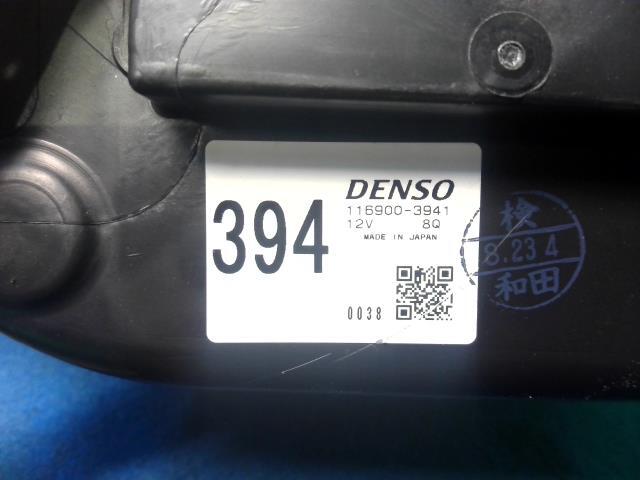 394
DENSO
116900-3941
12V 8Q
MADE IN JAPAN
0038
検
8.23 4
和田